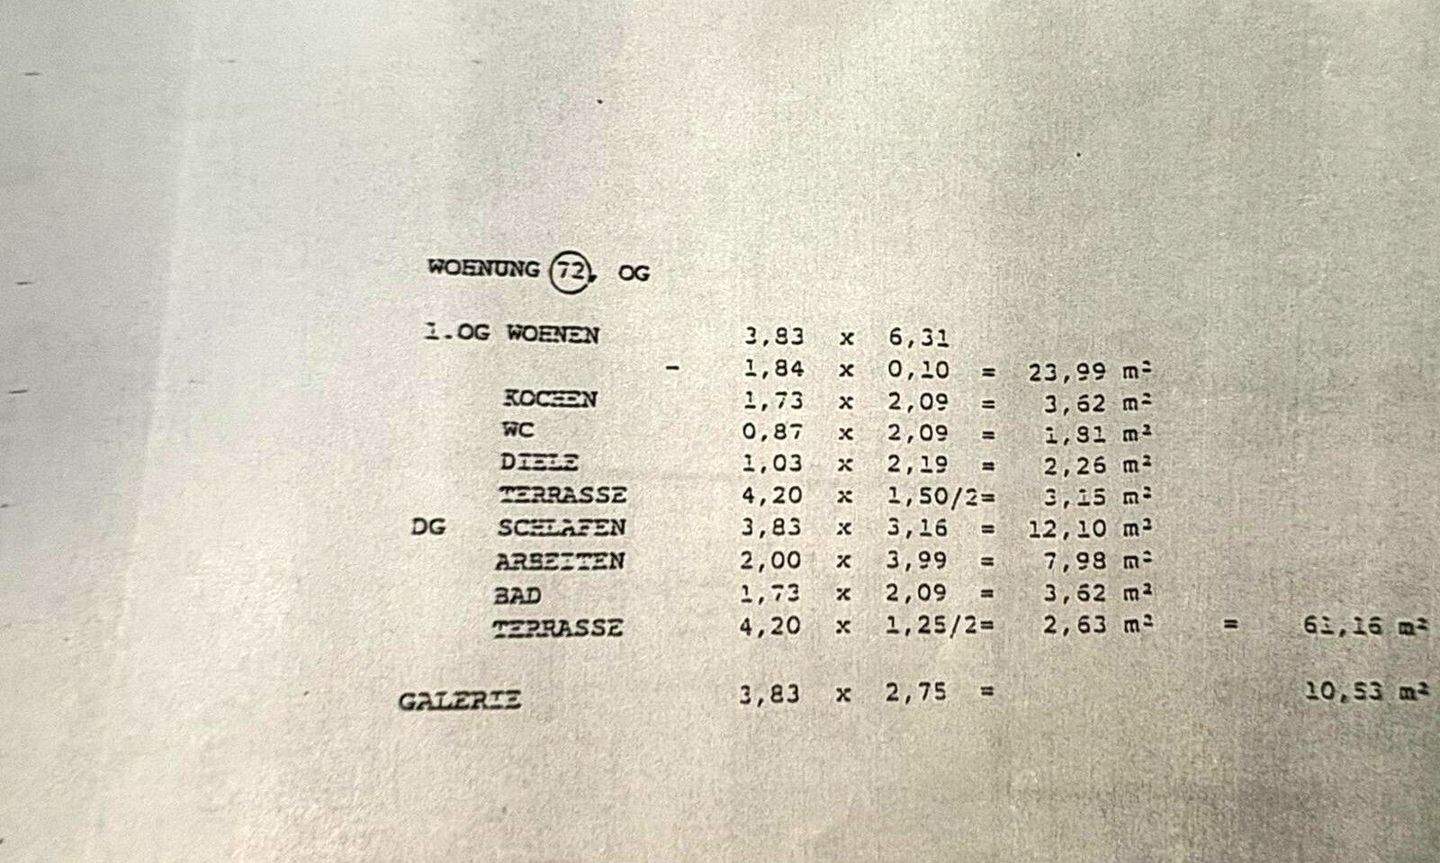 WOHNUNG 72, OG
1.OG WOHNEN 3,83 x 6,31
- 1,84 x 0,10 = 23,99 m²
KOCHEN 1,73 x 2,09 = 3,62 m²
WC 0,87 x 2,09 = 1,81 m²
DIELE 1,03 x 2,19 = 2,26 m²
TERRASSE 4,20 x 1,50/2= 3,15 m²
DG SCHLAFEN 3,83 x 3,16 = 12,10 m²
ARBEITEN 2,00 x 3,99 = 7,98 m²
BAD 1,73 x 2,09 = 3,62 m²
TERRASSE 4,20 x 1,25/2= 2,63 m² = 61,16 m²
GALERIE 3,83 x 2,75 = 10,53 m²